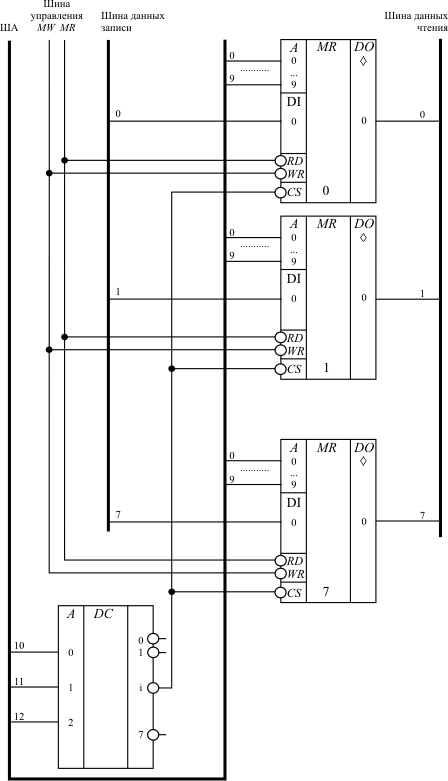 Шина
управления
ША MW MR
Шина данных
записи
Шина данных
чтения
A MR DO
0 0 ◊
...........
...
9 9
DI
0 0 0 0
RD
WR
CS 0
A MR DO
0 0 ◊
...........
...
9 9
DI
1 0 0 1
RD
WR
CS 1
A MR DO
0 0 ◊
...........
...
9 9
DI
7 0 0 7
RD
WR
CS 7
A DC
0
10 0 1
11 1 i
12 2
7